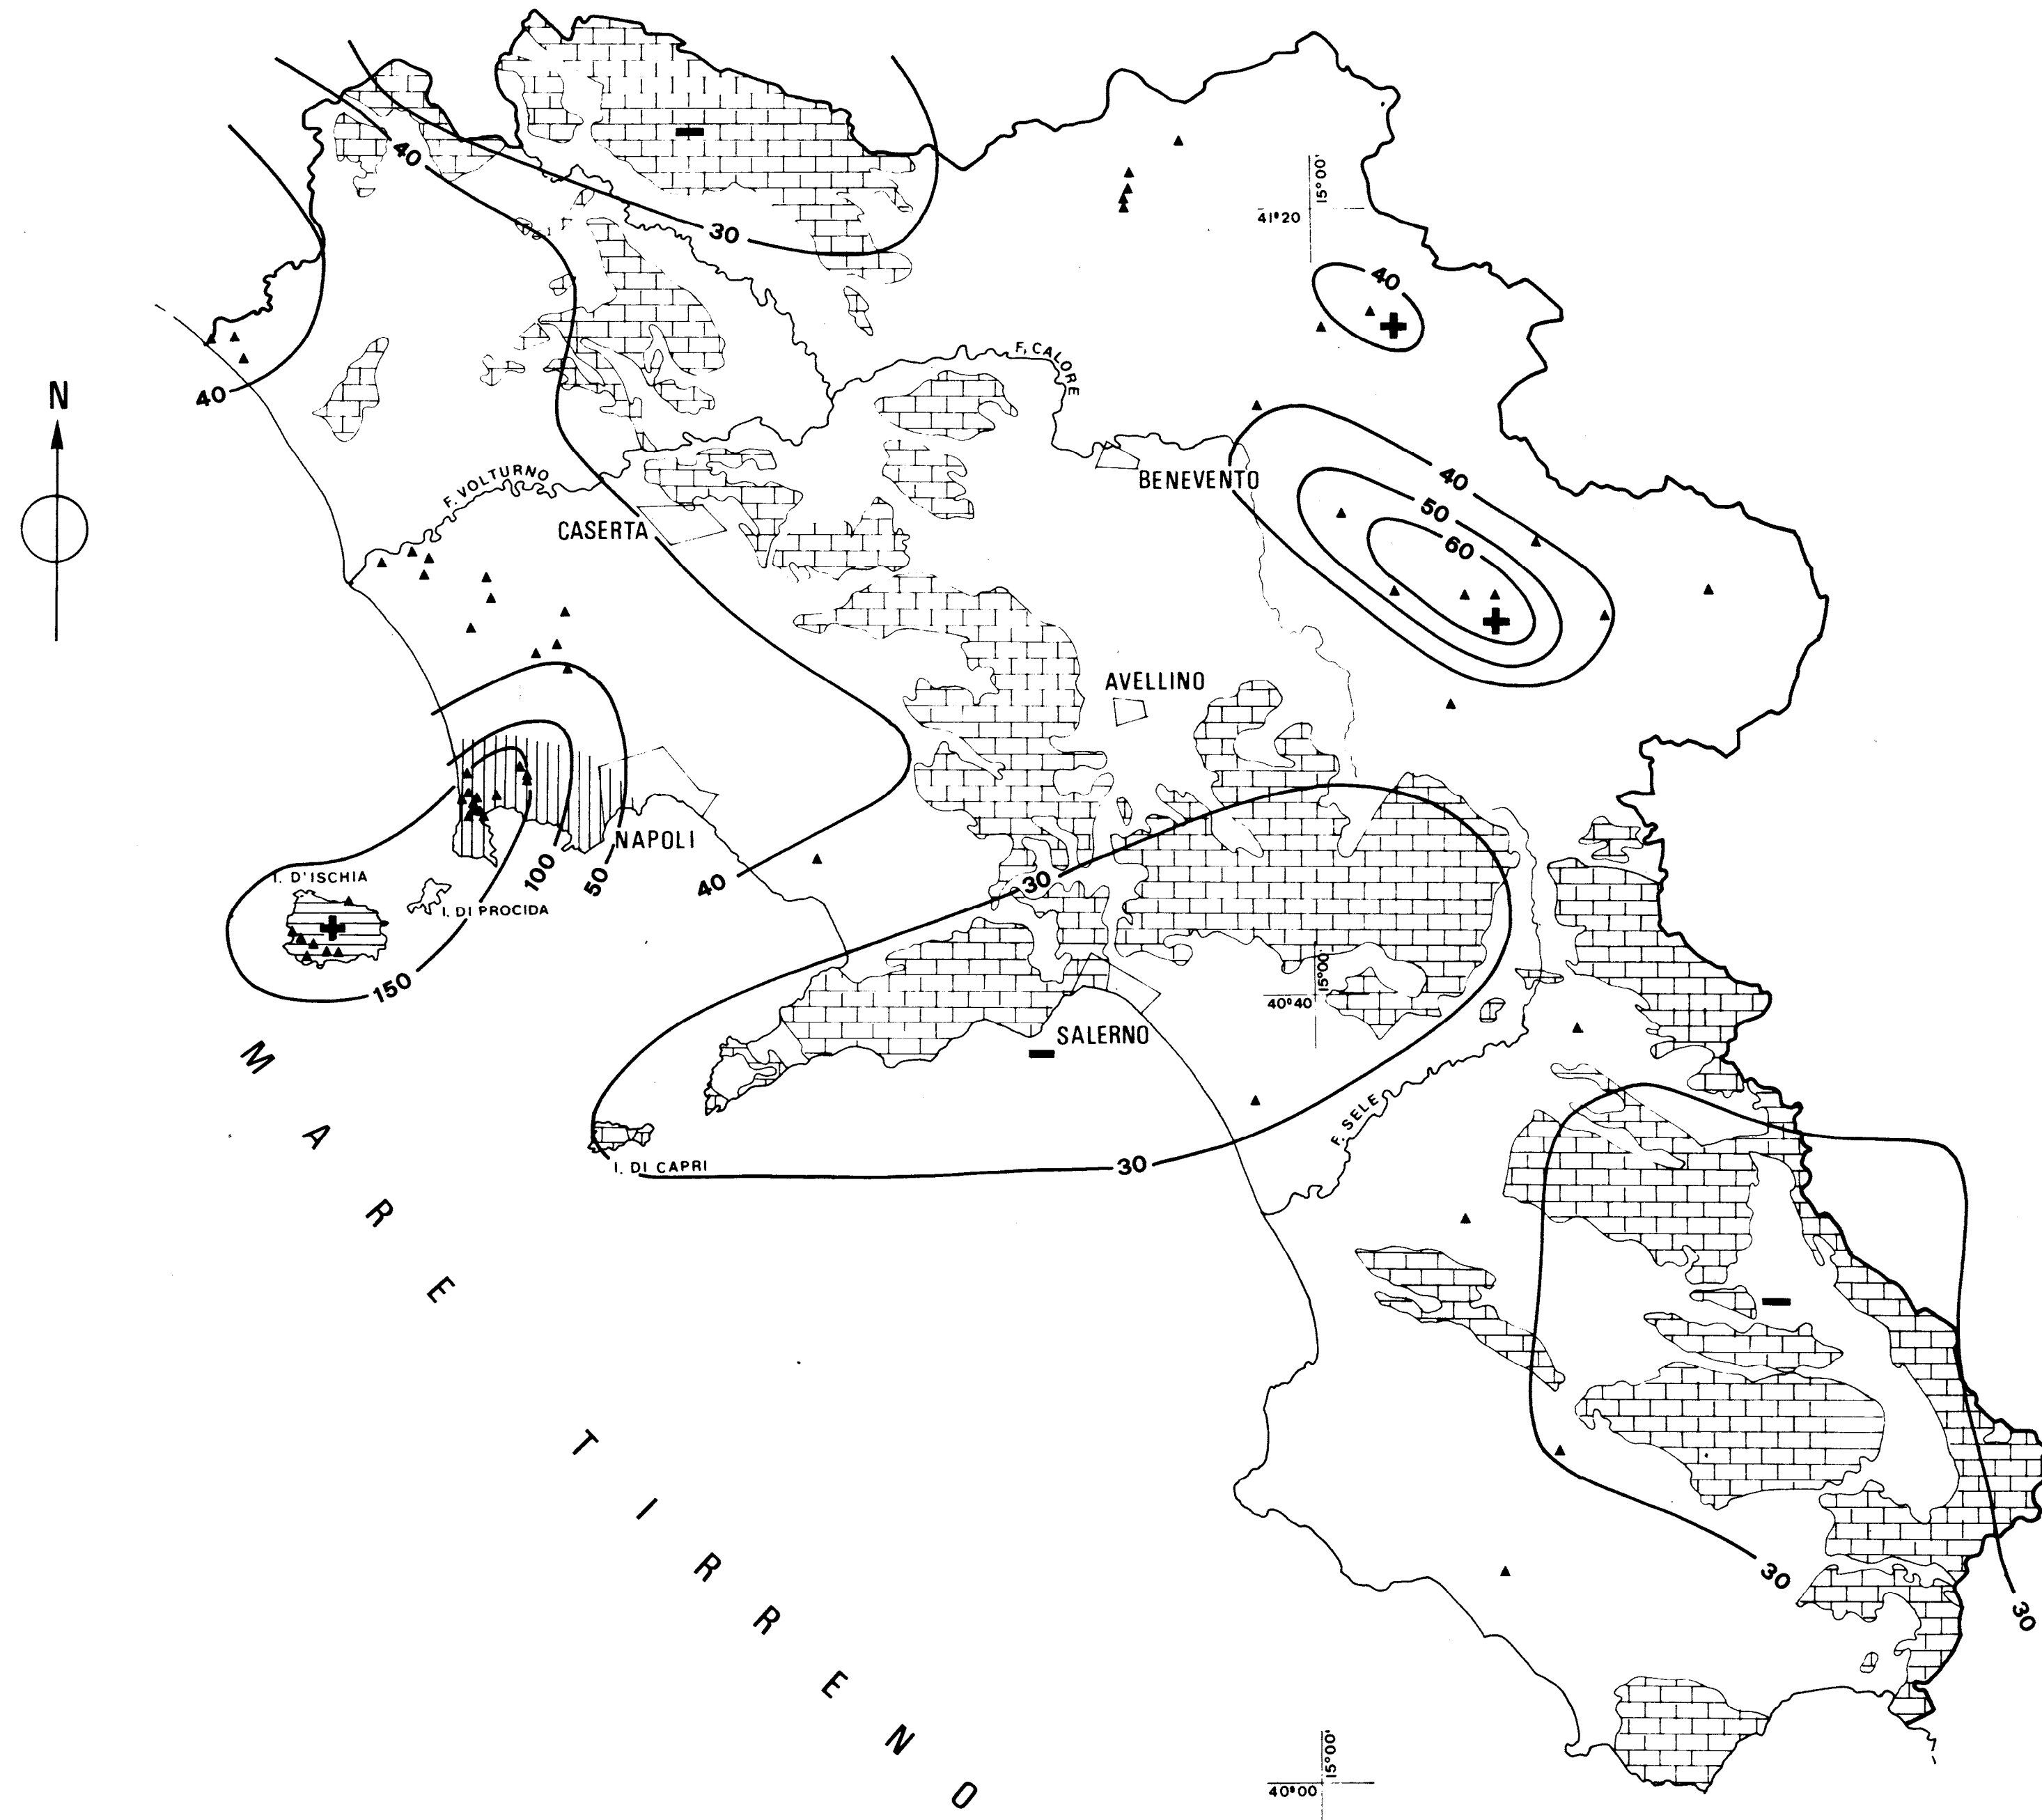 40
30
15°00'
41°20
40
N
40
F. CALORE
F. VOLTURNO
BENEVENTO
40
50
60
CASERTA
AVELLINO
NAPOLI
I. D'ISCHIA
I. DI PROCIDA
100
50
40
30
150
15°00'
40°40
SALERNO
F. SELE
I. DI CAPRI
30
30
30
MARE TIRRENO
15°00'
40°00